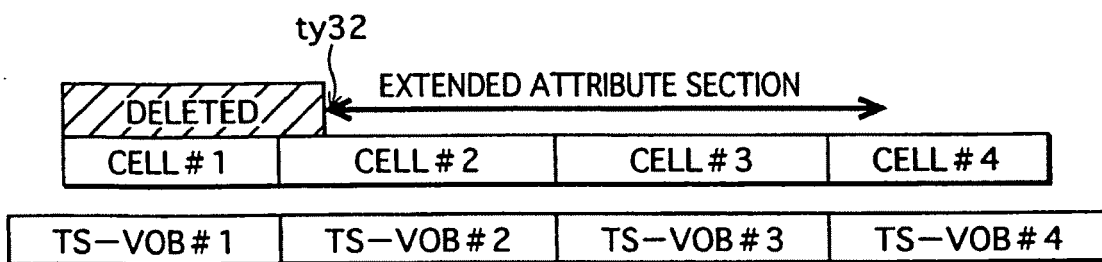 ty32
EXTENDED ATTRIBUTE SECTION
DELETED
CELL#1 CELL#2 CELL#3 CELL#4
TS-VOB#1 TS-VOB#2 TS-VOB#3 TS-VOB#4